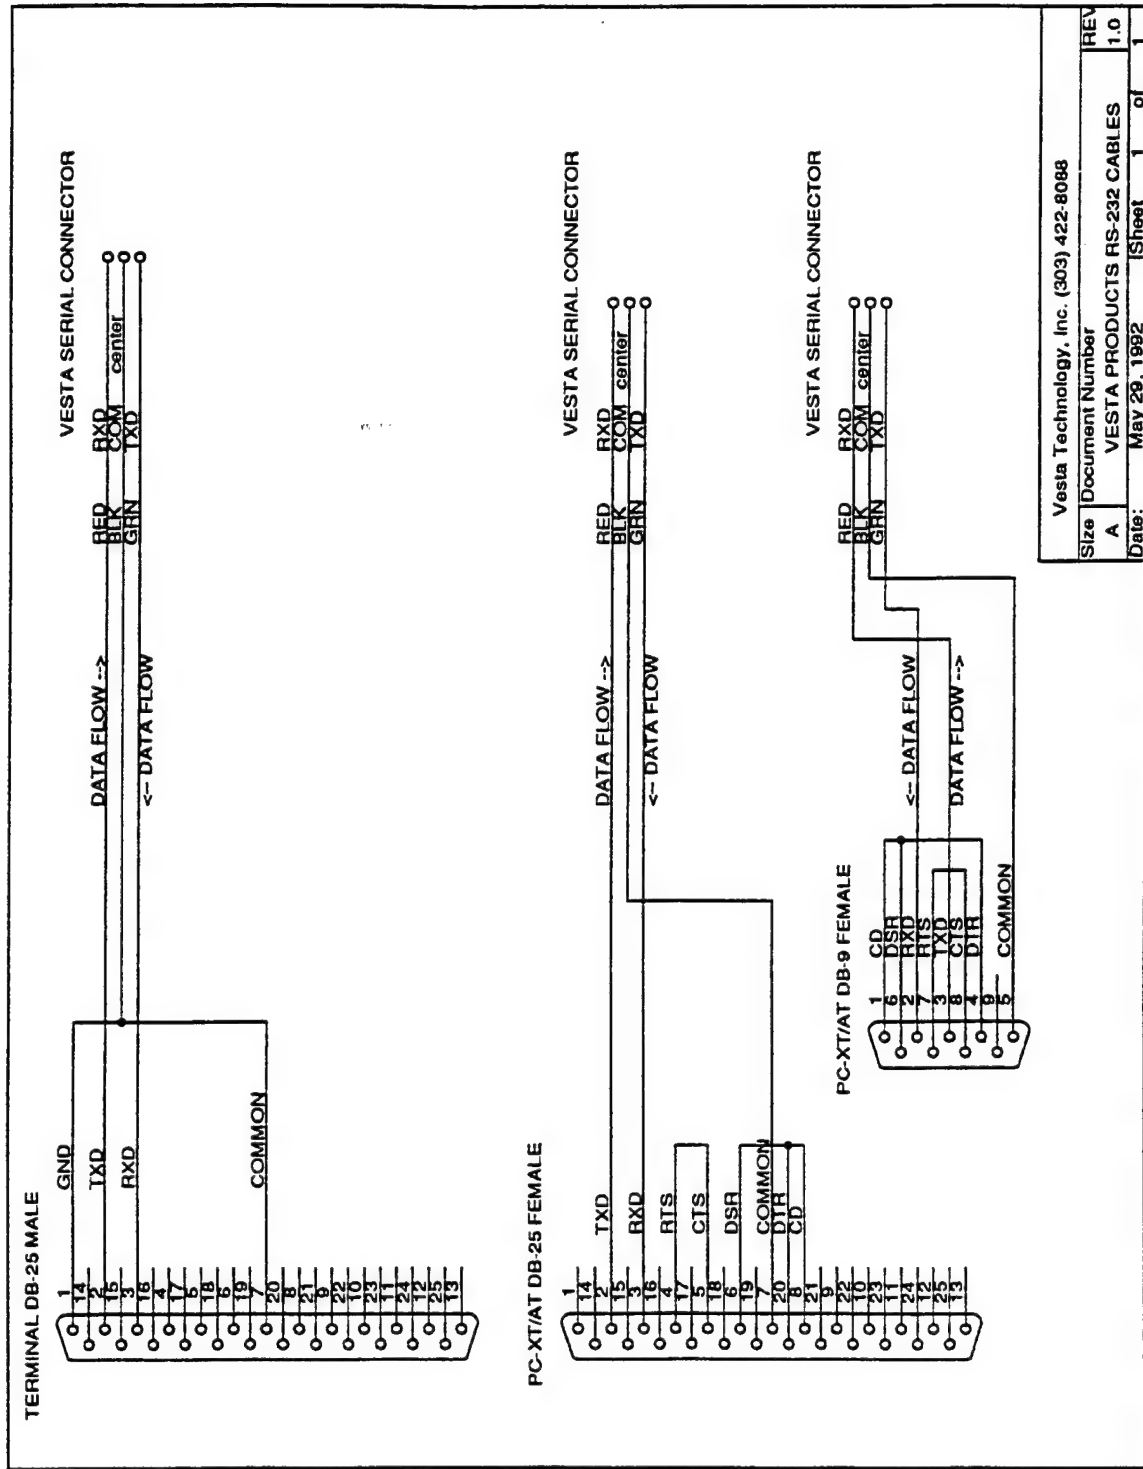 TERMINAL DB-25 MALE
VESTA SERIAL CONNECTOR
1 GND
14
2 TXD DATA FLOW --> RED RXD
15 BLK COM center
3 RXD <-- DATA FLOW GRN TXD
16
4
17
5
18
6
19
7 COMMON
20
8
21
9
22
10
23
11
24
12
25
13
PC-XT/AT DB-25 FEMALE
VESTA SERIAL CONNECTOR
1
14
2 TXD DATA FLOW --> RED RXD
15 BLK COM center
3 RXD <-- DATA FLOW GRN TXD
16
4 RTS
17
5 CTS
18
6 DSR
19
7 COMMON
20 DTR
8 CD
21
9
22
10
23
11
24
12
25
13
PC-XT/AT DB-9 FEMALE
VESTA SERIAL CONNECTOR
RED RXD
BLK COM center
GRN TXD
1 CD
6 DSR
2 RXD <-- DATA FLOW
7 RTS
3 TXD DATA FLOW -->
8 CTS
4 DTR
9
5 COMMON
Vesta Technology, Inc. (303) 422-8088
Size Document Number REV
A VESTA PRODUCTS RS-232 CABLES 1.0
Date: May 29, 1992 Sheet 1 of 1